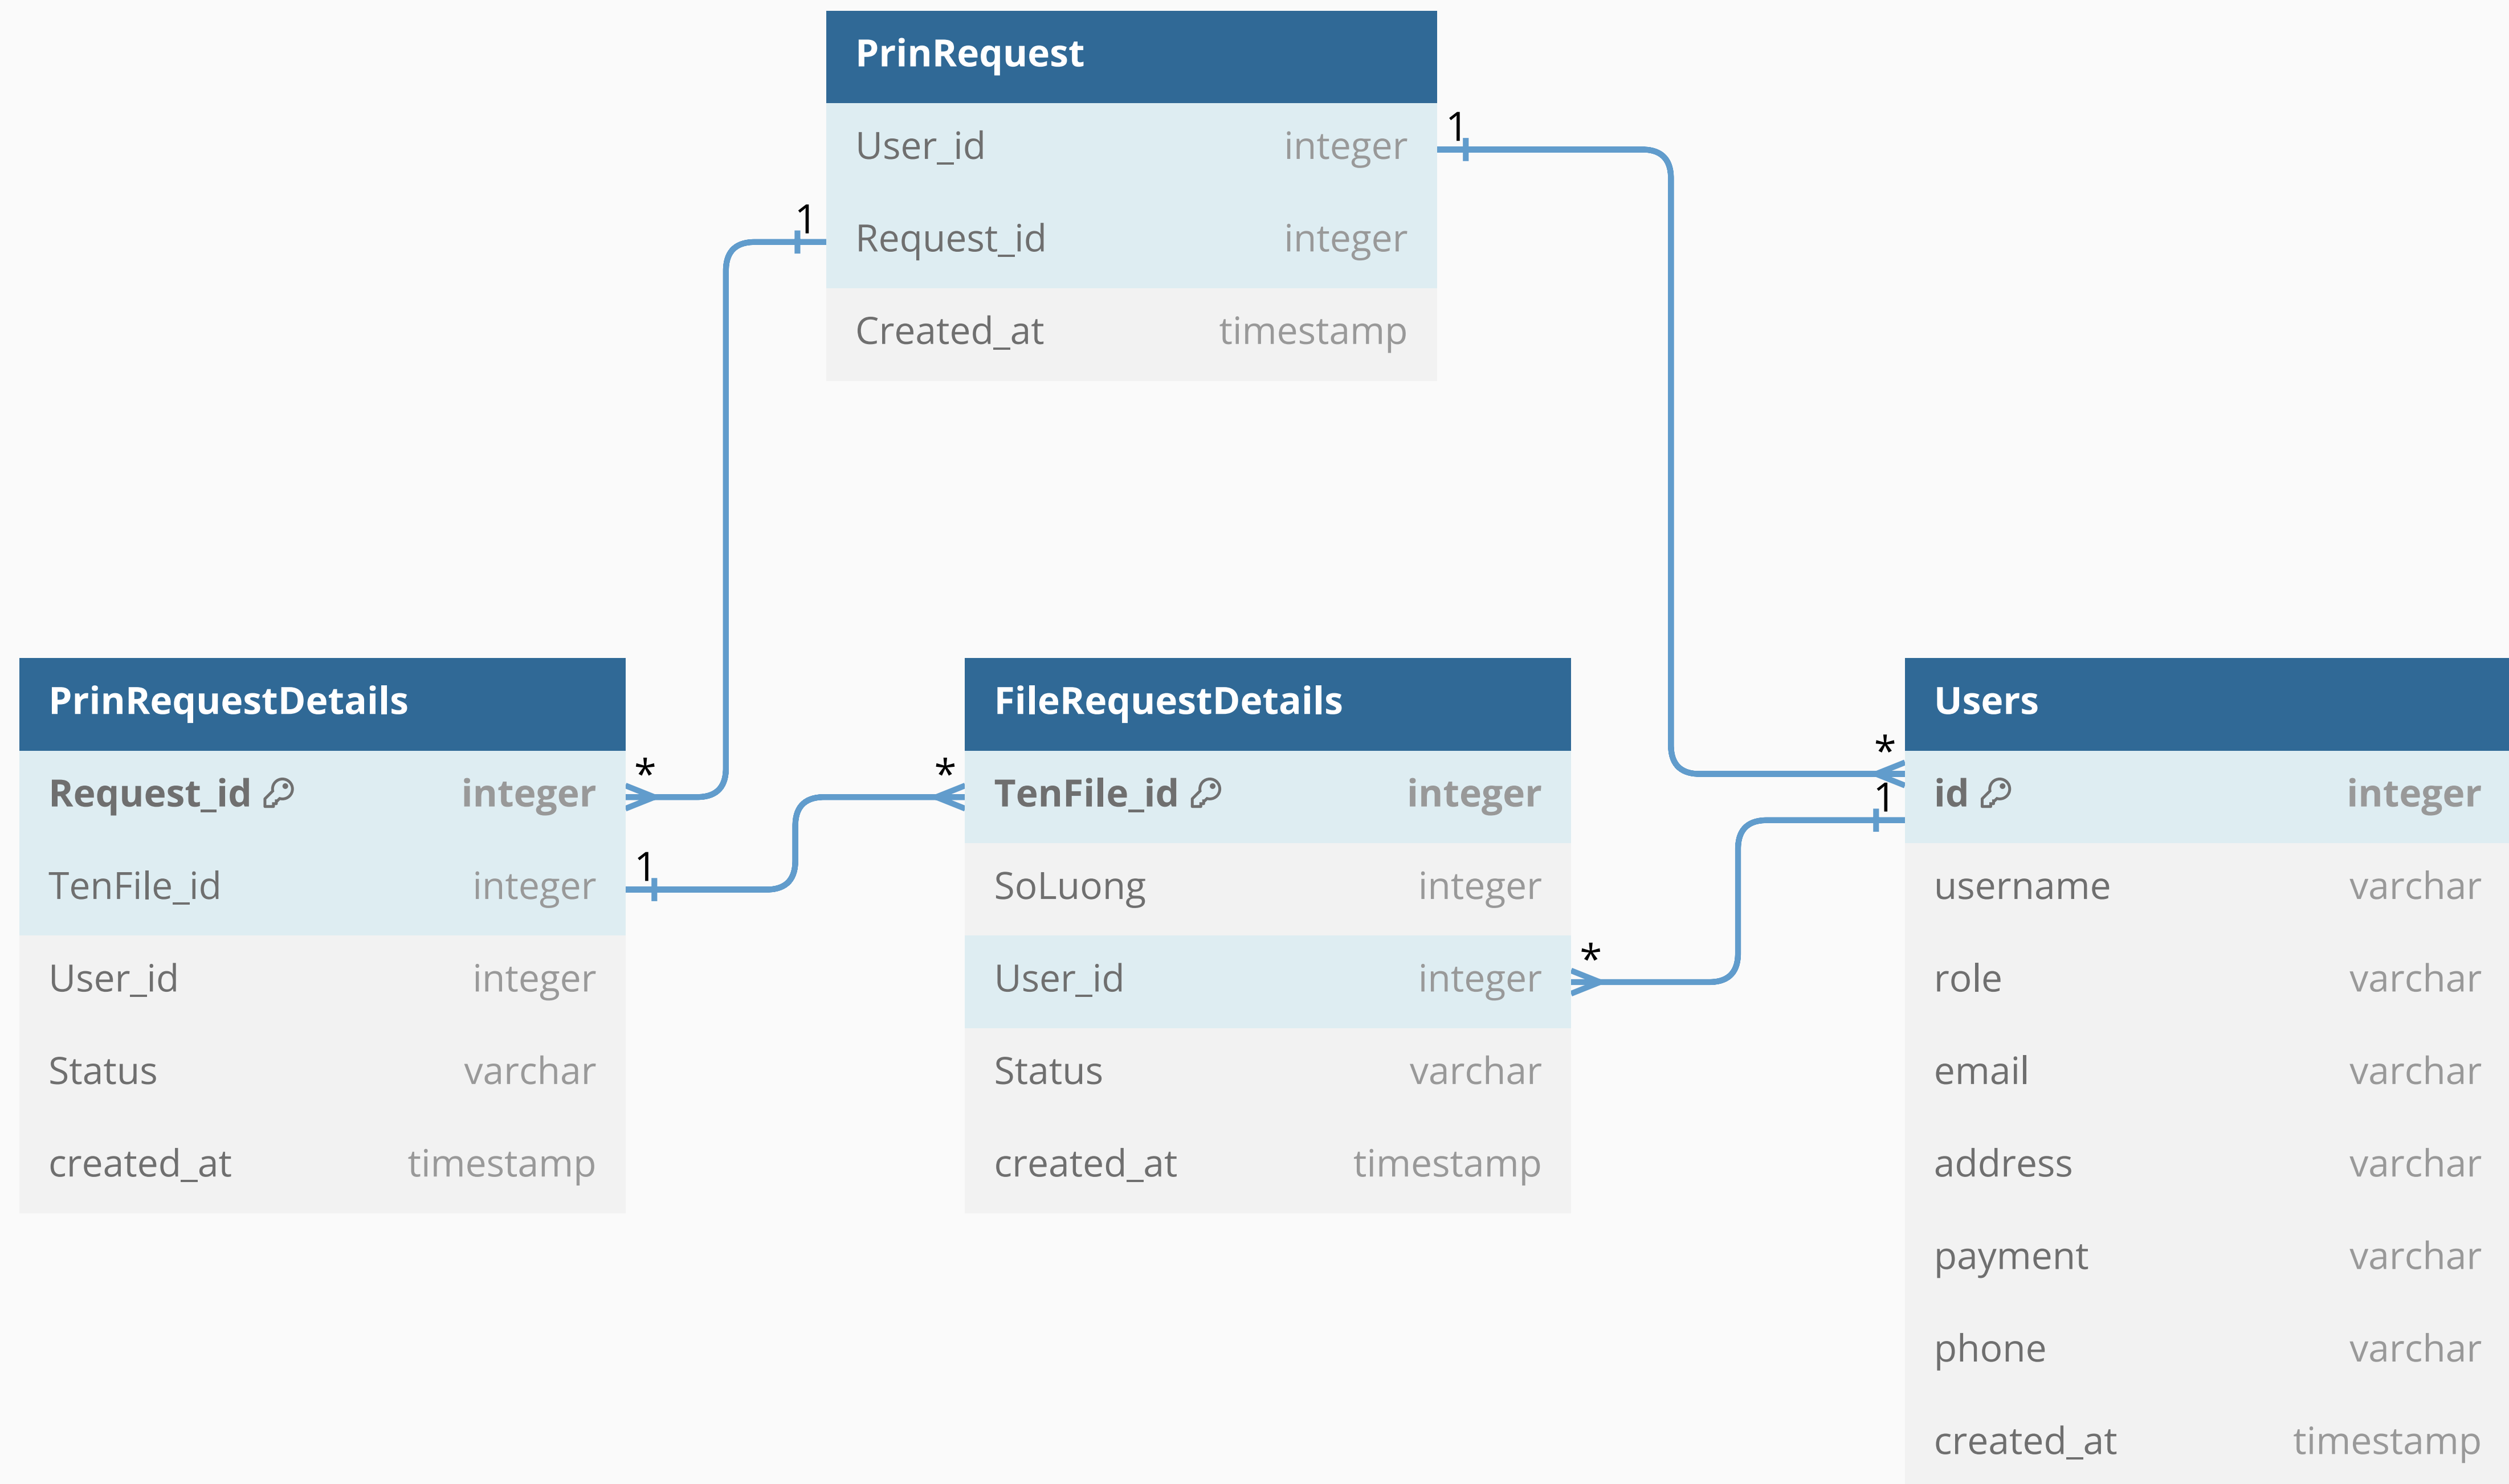 PrinRequest
User_id integer
1
Request_id integer
1
Created_at timestamp
PrinRequestDetails
Request_id integer
*
TenFile_id integer
1
User_id integer
Status varchar
created_at timestamp
FileRequestDetails
*
TenFile_id integer
SoLuong integer
User_id integer
*
Status varchar
created_at timestamp
Users
*
id integer
1
username varchar
role varchar
email varchar
address varchar
payment varchar
phone varchar
created_at timestamp